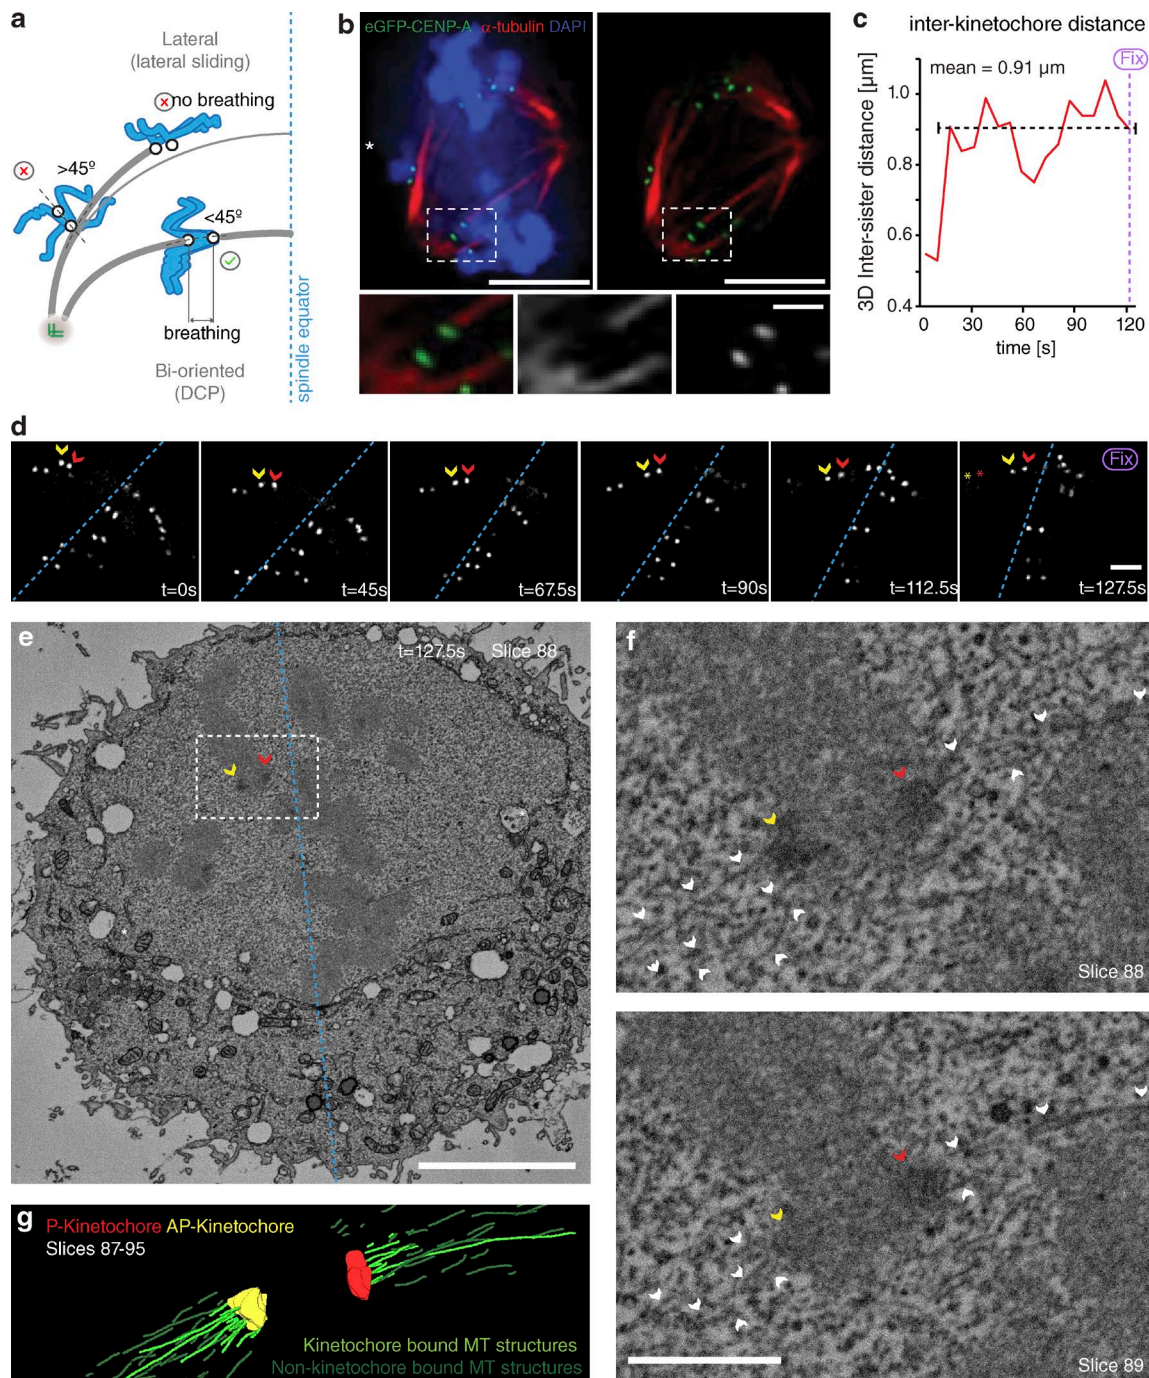 a
Lateral
(lateral sliding)
no breathing
>45º
<45º
breathing
Bi-oriented
(DCP)
spindle equator
b
eGFP-CENP-A α-tubulin DAPI
*
c
inter-kinetochore distance
Fix
mean = 0.91 µm
3D Inter-sister distance [µm]
1.0
0.8
0.6
0.4
0
30
60
90
120
time [s]
d
t=0s
t=45s
t=67.5s
t=90s
t=112.5s
* *
Fix
t=127.5s
e
t=127.5s Slice 88
*
*
f
Slice 88
Slice 89
g
P-Kinetochore AP-Kinetochore
Slices 87-95
Kinetochore bound MT structures
Non-kinetochore bound MT structures